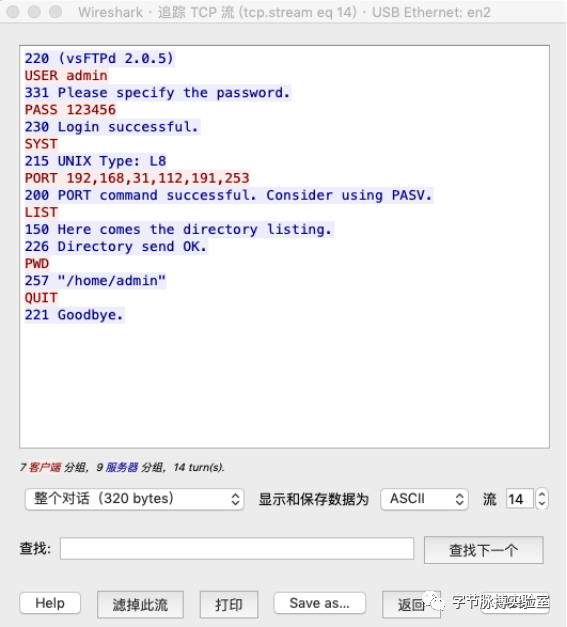 Wireshark · 追踪 TCP 流 (tcp.stream eq 14) · USB Ethernet: en2
220 (vsFTPd 2.0.5)
USER admin
331 Please specify the password.
PASS 123456
230 Login successful.
SYST
215 UNIX Type: L8
PORT 192,168,31,112,191,253
200 PORT command successful. Consider using PASV.
LIST
150 Here comes the directory listing.
226 Directory send OK.
PWD
257 "/home/admin"
QUIT
221 Goodbye.
7 客户端 分组, 9 服务器 分组, 14 turn(s).
整个对话 (320 bytes) 显示和保存数据为 ASCII 流 14
查找: 查找下一个
Help 滤掉此流 打印 Save as... 返回 字节脉搏实验室